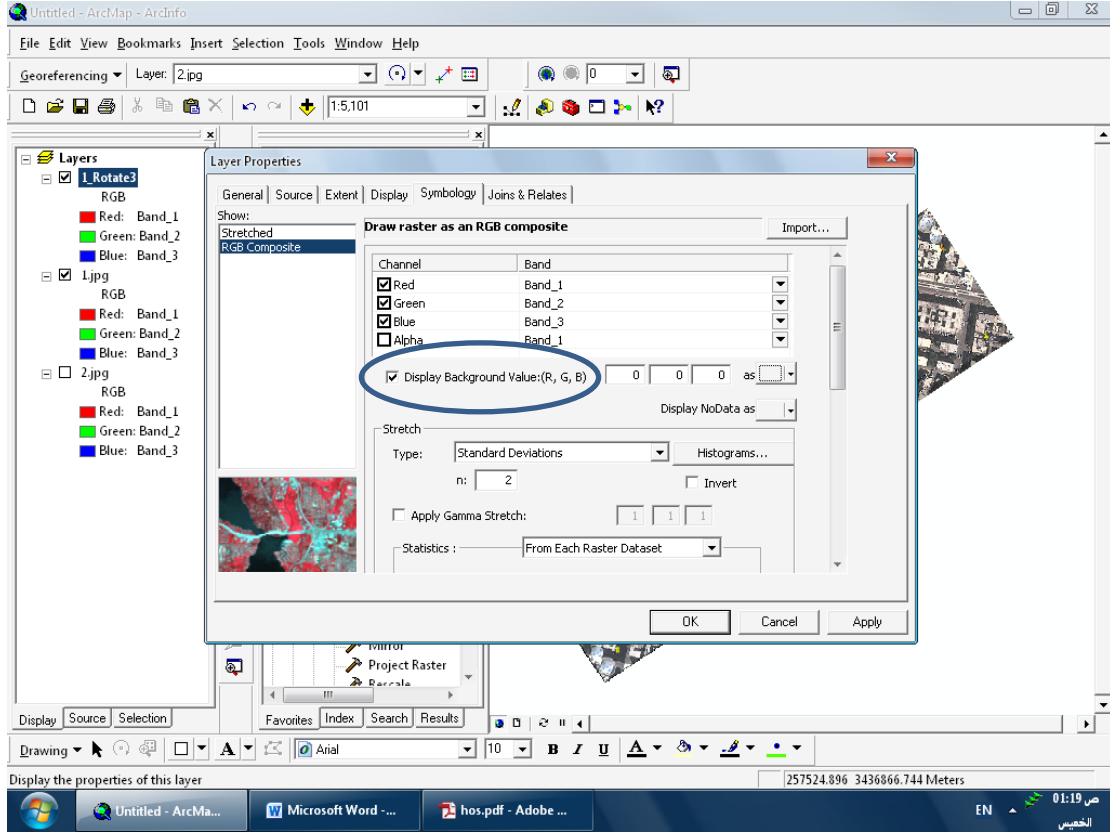 Untitled - ArcMap - ArcInfo
File Edit View Bookmarks Insert Selection Tools Window Help
Georeferencing Layer: 2.jpg 0
1:5,101
Layers
1_Rotate3
RGB
Red: Band_1
Green: Band_2
Blue: Band_3
1.jpg
RGB
Red: Band_1
Green: Band_2
Blue: Band_3
2.jpg
RGB
Red: Band_1
Green: Band_2
Blue: Band_3
Layer Properties
General Source Extent Display Symbology Joins & Relates
Show:
Stretched
RGB Composite
Draw raster as an RGB composite
Import...
Channel Band
Red Band_1
Green Band_2
Blue Band_3
Alpha Band_1
Display Background Value:(R, G, B) 0 0 0 as
Display NoData as
Stretch
Type: Standard Deviations Histograms...
n: 2 Invert
Apply Gamma Stretch: 1 1 1
Statistics : From Each Raster Dataset
OK Cancel Apply
Mirror
Project Raster
Rescale
Display Source Selection
Favorites Index Search Results
Drawing A Arial 10 B I U A
Display the properties of this layer
257524.896 3436866.744 Meters
Untitled - ArcMa...
Microsoft Word -...
hos.pdf - Adobe ...
EN
01:19 ص
الخميس